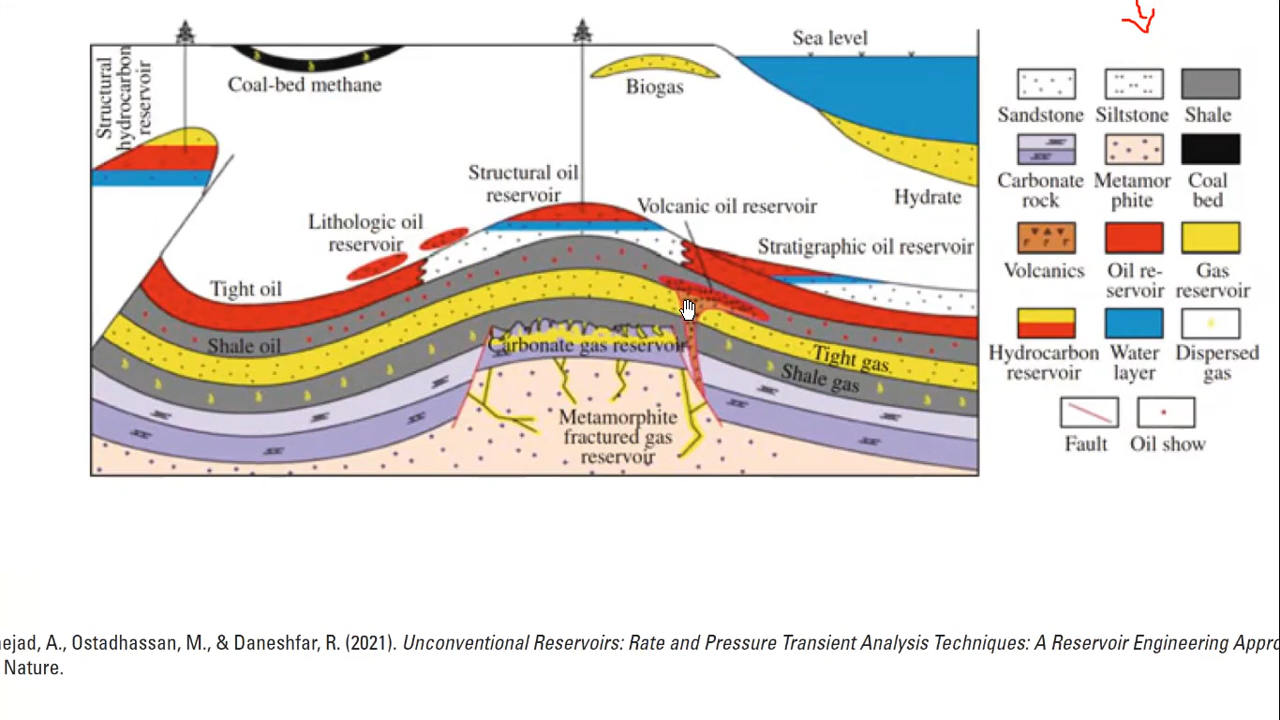 Sea level
Structural
hydrocarbon
reservoir
Coal-bed methane
Biogas
Structural oil
reservoir
Hydrate
Volcanic oil reservoir
Lithologic oil
reservoir
Stratigraphic oil reservoir
Tight oil
Shale oil
Carbonate gas reservoir
Tight gas
Shale gas
Metamorphite
fractured gas
reservoir
Sandstone
Siltstone
Shale
Carbonate
rock
Metamor
phite
Coal
bed
Volcanics
Oil re-
servoir
Gas
reservoir
Hydrocarbon
reservoir
Water
layer
Dispersed
gas
Fault
Oil show
nejad, A., Ostadhassan, M., & Daneshfar, R. (2021). Unconventional Reservoirs: Rate and Pressure Transient Analysis Techniques: A Reservoir Engineering Appro
Nature.